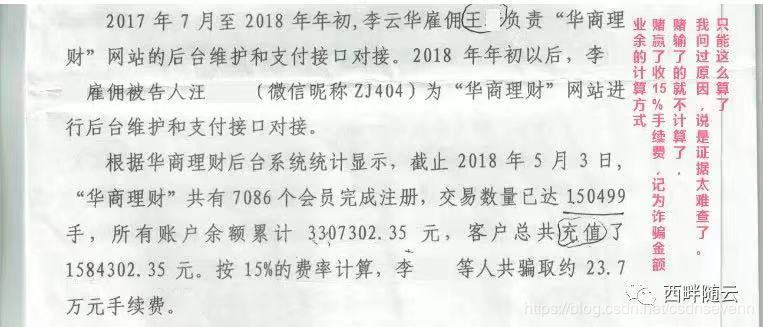 2017 年 7 月至 2018 年年初,李云华雇佣王 负责“华商理
财”网站的后台维护和支付接口对接。2018 年年初以后，李
雇佣被告人汪 （微信昵称 ZJ404）为“华商理财”网站进
行后台维护和支付接口对接。
根据华商理财后台系统统计显示，截止 2018 年 5 月 3 日，
“华商理财”共有 7086 个会员完成注册，交易数量已达 150499
手，所有账户余额累计 3307302.35 元，客户总共充值了
1584302.35 元。按 15%的费率计算，李 等人共骗取约 23.7
万元手续费。
只能这么算了
我问过原因，说是证据太难查了。
赌输了的就不计算了，
赌赢了收15%手续费，记为诈骗金额
业余的计算方式
西畔随云
https://blog.csdn.net/csdnsevenn